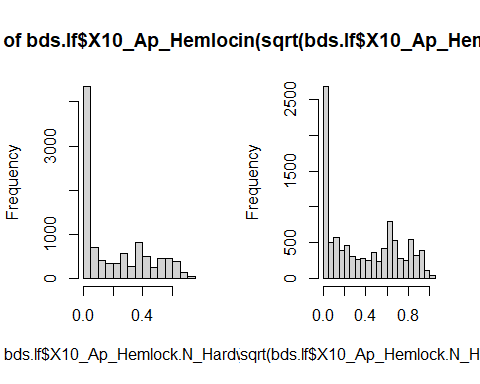 of bds.lf$X10_Ap_Hemlocin(sqrt(bds.lf$X10_Ap_Hem
Frequency
0 1000 3000
0.0 0.4
Frequency
0 500 1500 2500
0.0 0.4 0.8
bds.lf$X10_Ap_Hemlock.N_Hard\sqrt(bds.lf$X10_Ap_Hemlock.N_H